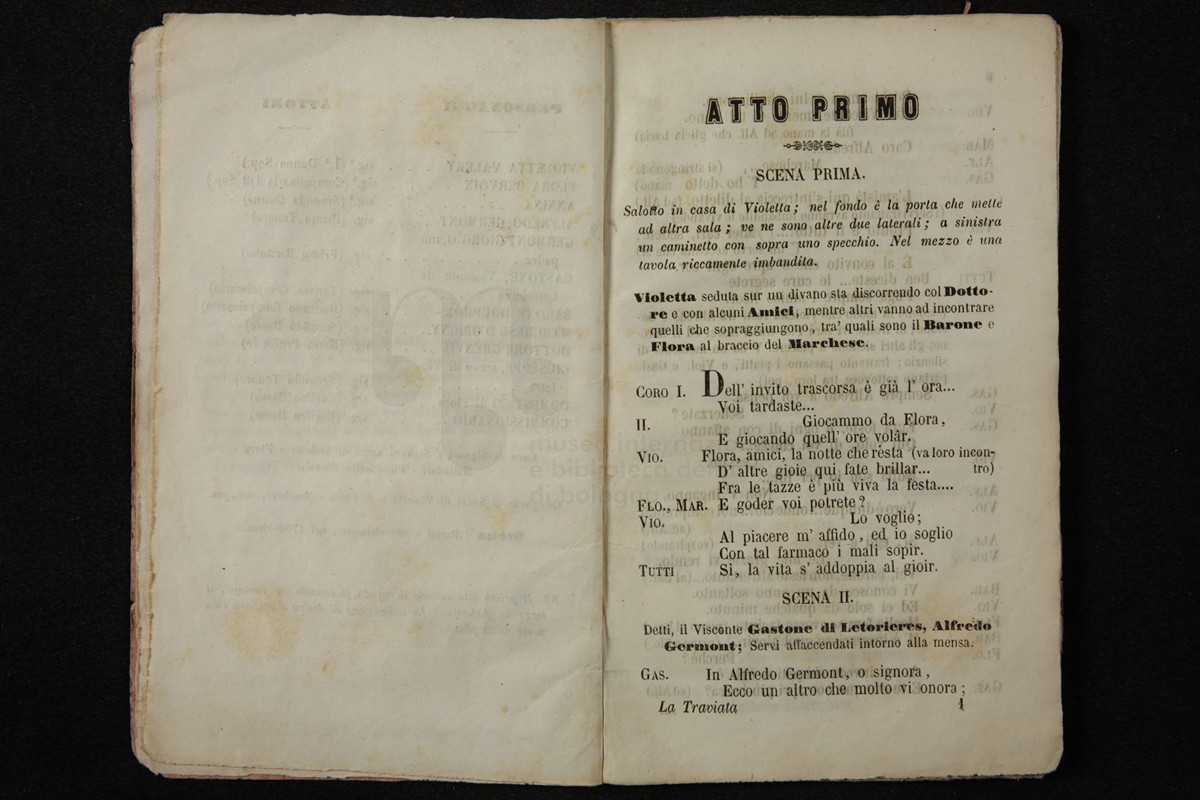 ATTO PRIMO
SCENA PRIMA.
Salotto in casa di Violetta; nel fondo è la porta che mette
ad altra sala; ve ne sono altre due laterali; a sinistra
un caminetto con sopra uno specchio. Nel mezzo è una
tavola riccamente imbandita.
Violetta seduta sur un divano sta discorrendo col Dotto-
re e con alcuni Amici, mentre altri vanno ad incontrare
quelli che sopraggiungono, tra' quali sono il Barone e
Flora al braccio del Marchese.
CORO I. Dell' invito trascorsa è già l' ora...
Voi tardaste...
II. Giocammo da Flora,
E giocando quell' ore volâr.
VIO. Flora, amici, la notte che resta (va loro incon-
D' altre gioie qui fate brillar... tro)
Fra le tazze è più viva la festa....
FLO., MAR. E goder voi potrete?
VIO. Lo voglio;
Al piacere m' affido, ed io soglio
Con tal farmaco i mali sopir.
TUTTI Sì, la vita s' addoppia al gioir.
SCENA II.
Detti, il Visconte Gastone di Letorieres, Alfredo
Germont; Servi affaccendati intorno alla mensa.
GAS. In Alfredo Germont, o signora,
Ecco un altro che molto vi onora;
La Traviata 1
museo internaz
e biblioteca de
di bologna